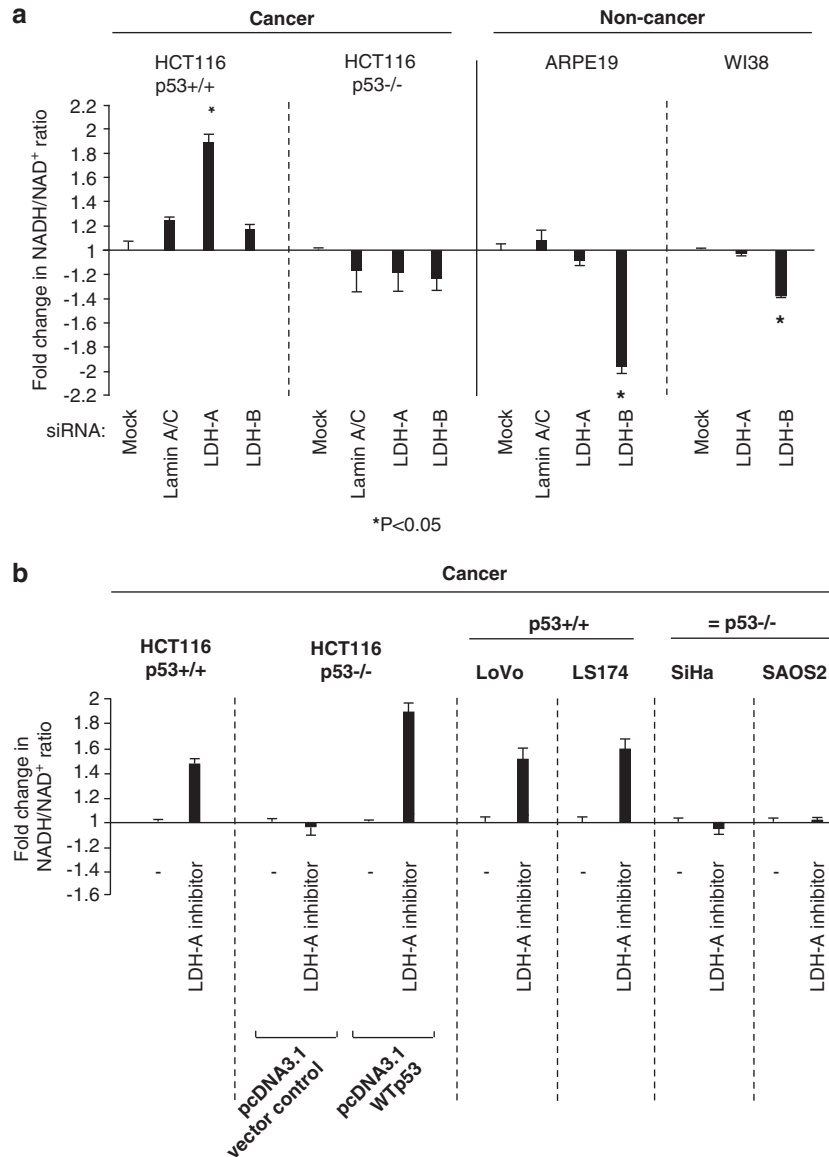 a
Cancer
Non-cancer
HCT116
p53+/+
HCT116
p53-/-
ARPE19
WI38
Fold change in NADH/NAD+ ratio
2.2
2
1.8
1.6
1.4
1.2
1
-1.2
-1.4
-1.6
-1.8
-2
-2.2
*
*
*
siRNA:
Mock
Lamin A/C
LDH-A
LDH-B
Mock
Lamin A/C
LDH-A
LDH-B
Mock
Lamin A/C
LDH-A
LDH-B
Mock
LDH-A
LDH-B
*P<0.05
b
Cancer
HCT116
p53+/+
HCT116
p53-/-
p53+/+
= p53-/-
LoVo
LS174
SiHa
SAOS2
Fold change in
NADH/NAD+ ratio
2
1.8
1.6
1.4
1.2
1
-1.2
-1.4
-1.6
-
LDH-A inhibitor
-
LDH-A inhibitor
-
LDH-A inhibitor
-
LDH-A inhibitor
-
LDH-A inhibitor
-
LDH-A inhibitor
-
LDH-A inhibitor
pcDNA3.1
vector control
pcDNA3.1
WTp53